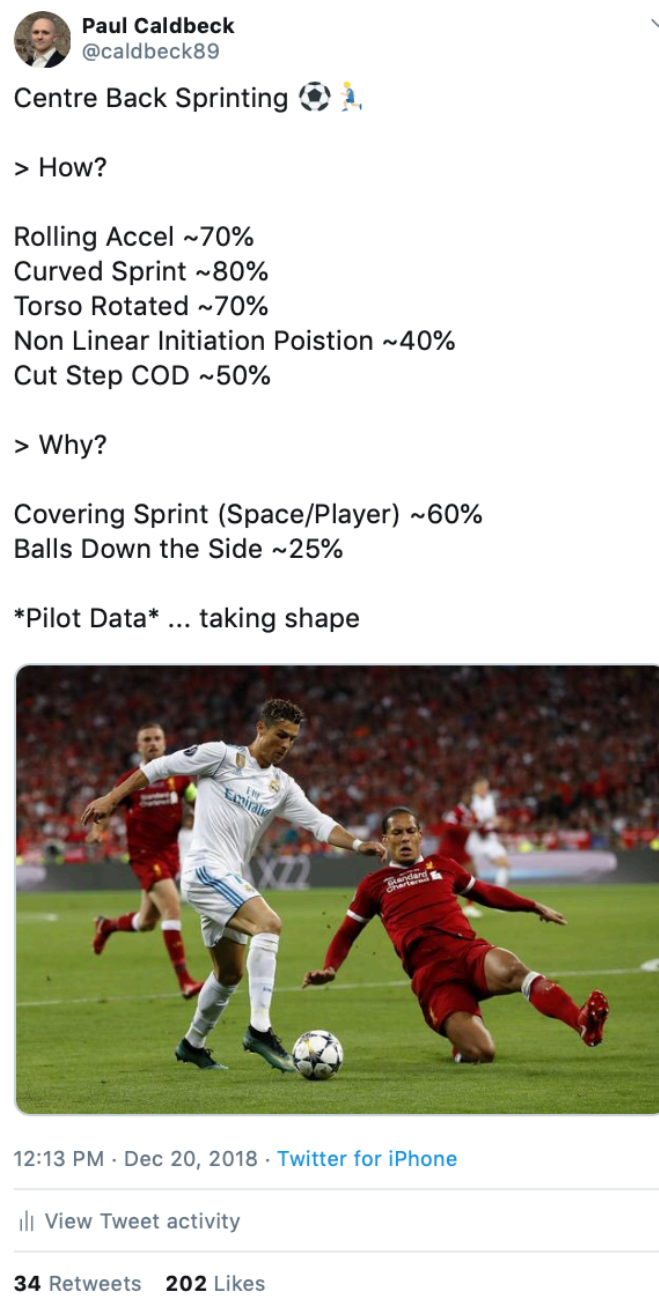 Paul Caldbeck
@caldbeck89
Centre Back Sprinting ⚽🏃
> How?
Rolling Accel ~70%
Curved Sprint ~80%
Torso Rotated ~70%
Non Linear Initiation Poistion ~40%
Cut Step COD ~50%
> Why?
Covering Sprint (Space/Player) ~60%
Balls Down the Side ~25%
*Pilot Data* ... taking shape
Fly
Emirates
Standard
Chartered
12:13 PM · Dec 20, 2018 · Twitter for iPhone
View Tweet activity
34 Retweets 202 Likes